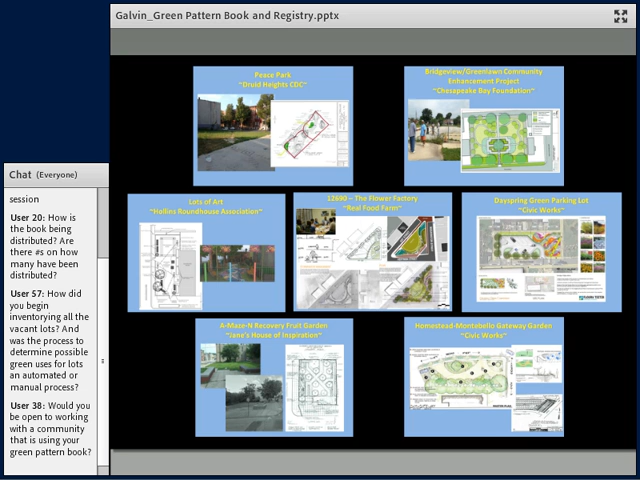 Galvin_Green Pattern Book and Registry.pptx
Peace Park
~Druid Heights CDC~
Bridgeview/Greenlawn Community
Enhancement Project
~Chesapeake Bay Foundation~
Lots of Art
~Hollins Roundhouse Association~
12690 – The Flower Factory
~Real Food Farm~
Dayspring Green Parking Lot
~Civic Works~
A-Maze-N Recovery Fruit Garden
~Jane's House of Inspiration~
Homestead-Montebello Gateway Garden
~Civic Works~
Chat (Everyone)
session
User 20: How is
the book being
distributed? Are
there #s on how
many have been
distributed?
User 57: How did
you begin
inventorying all the
vacant lots? And
was the process to
determine possible
green uses for lots
an automated or
manual process?
User 38: Would you
be open to working
with a community
that is using your
green pattern book?